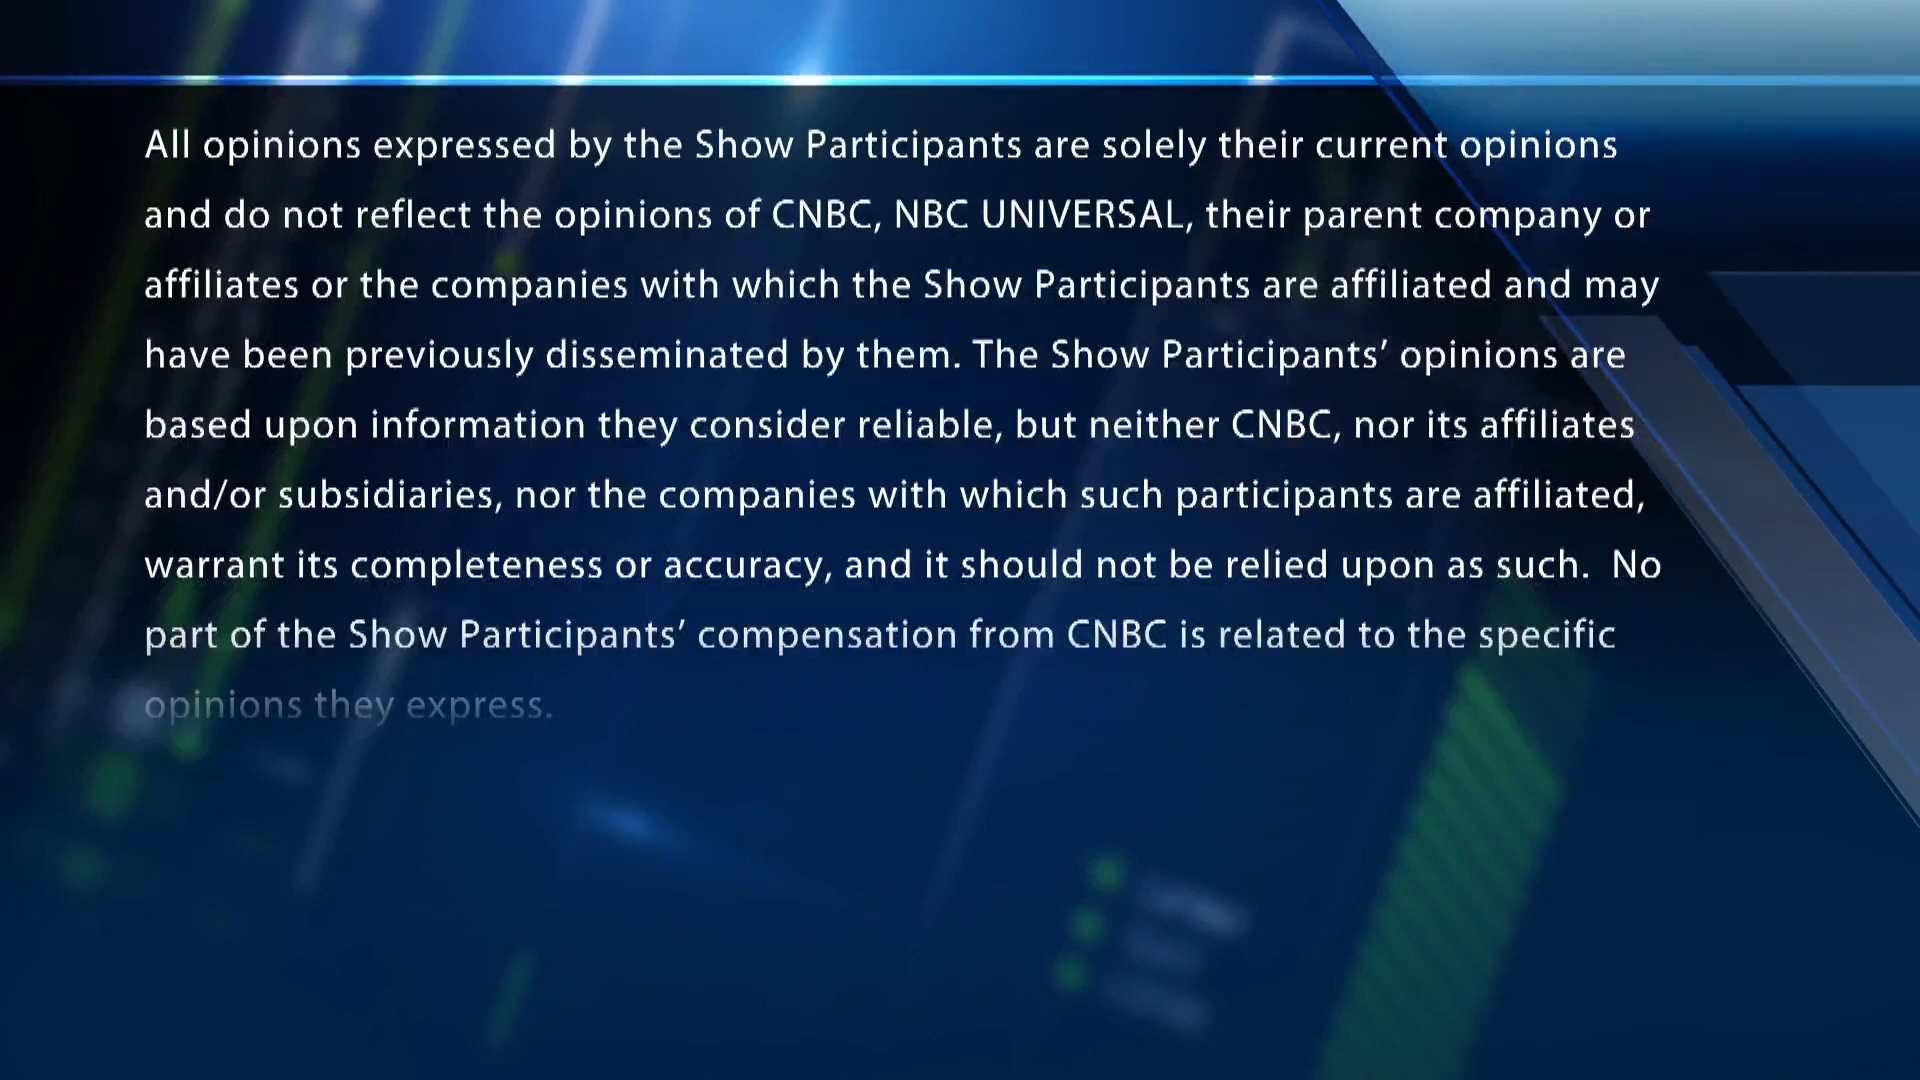 All opinions expressed by the Show Participants are solely their current opinions
and do not reflect the opinions of CNBC, NBC UNIVERSAL, their parent company or
affiliates or the companies with which the Show Participants are affiliated and may
have been previously disseminated by them. The Show Participants’ opinions are
based upon information they consider reliable, but neither CNBC, nor its affiliates
and/or subsidiaries, nor the companies with which such participants are affiliated,
warrant its completeness or accuracy, and it should not be relied upon as such.  No
part of the Show Participants’ compensation from CNBC is related to the specific
opinions they express.